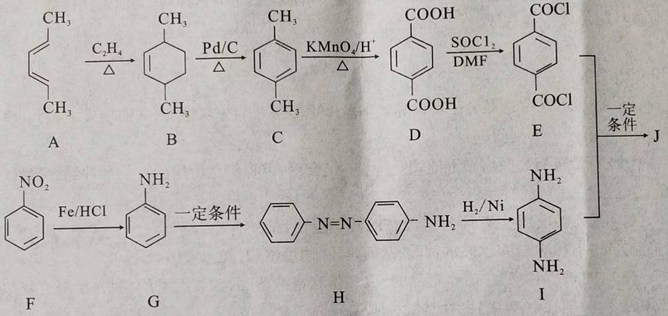 CH₃ C₂H₄ △ CH₃ A
CH₃ Pd/C △ CH₃ B
CH₃ KMnO₄/H⁺ △ CH₃ C
COOH SOCl₂ DMF COOH D
COCl COCl E
一定
条件
J
NO₂ Fe/HCl F
NH₂ 一定条件 G
N=N NH₂ H₂/Ni H
NH₂ NH₂ I